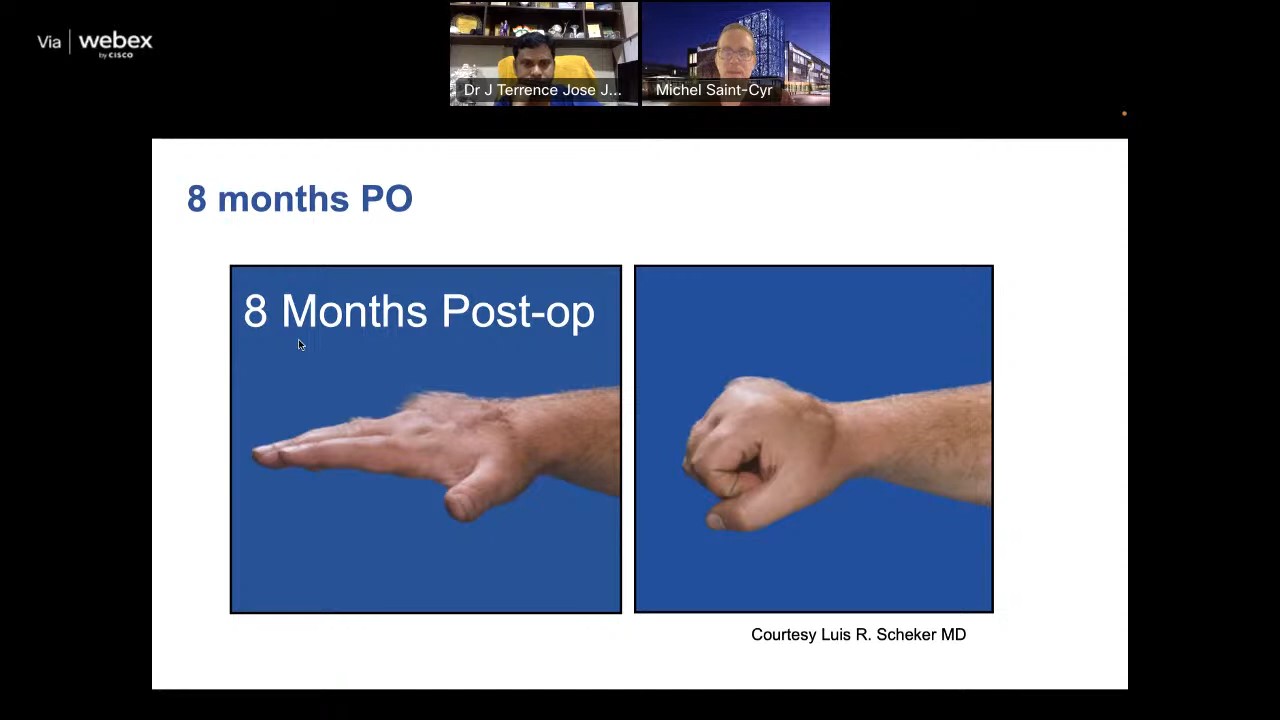 Via webex
by CISCO
Dr J Terrence Jose J...
Michel Saint-Cyr
8 months PO
8 Months Post-op
Courtesy Luis R. Scheker MD